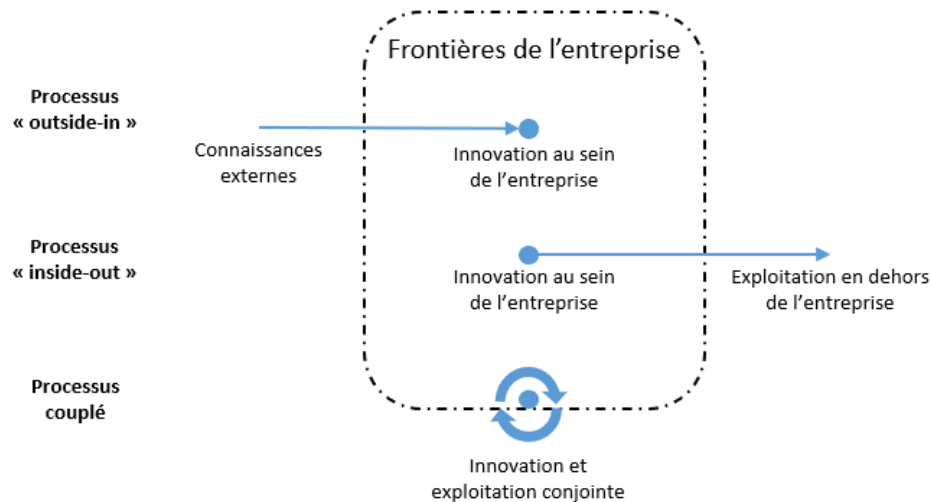 Frontières de l'entreprise
Processus
« outside-in »
Connaissances
externes
Innovation au sein
de l'entreprise
Processus
« inside-out »
Innovation au sein
de l'entreprise
Exploitation en dehors
de l'entreprise
Processus
couplé
Innovation et
exploitation conjointe